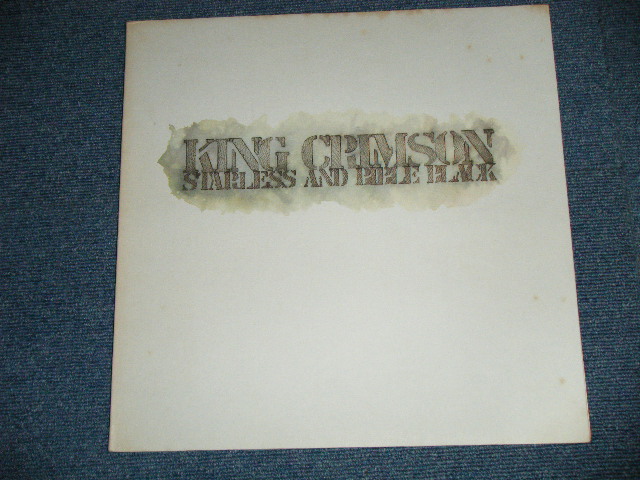 KING CRIMSON
STARLESS AND BIBLE BLACK